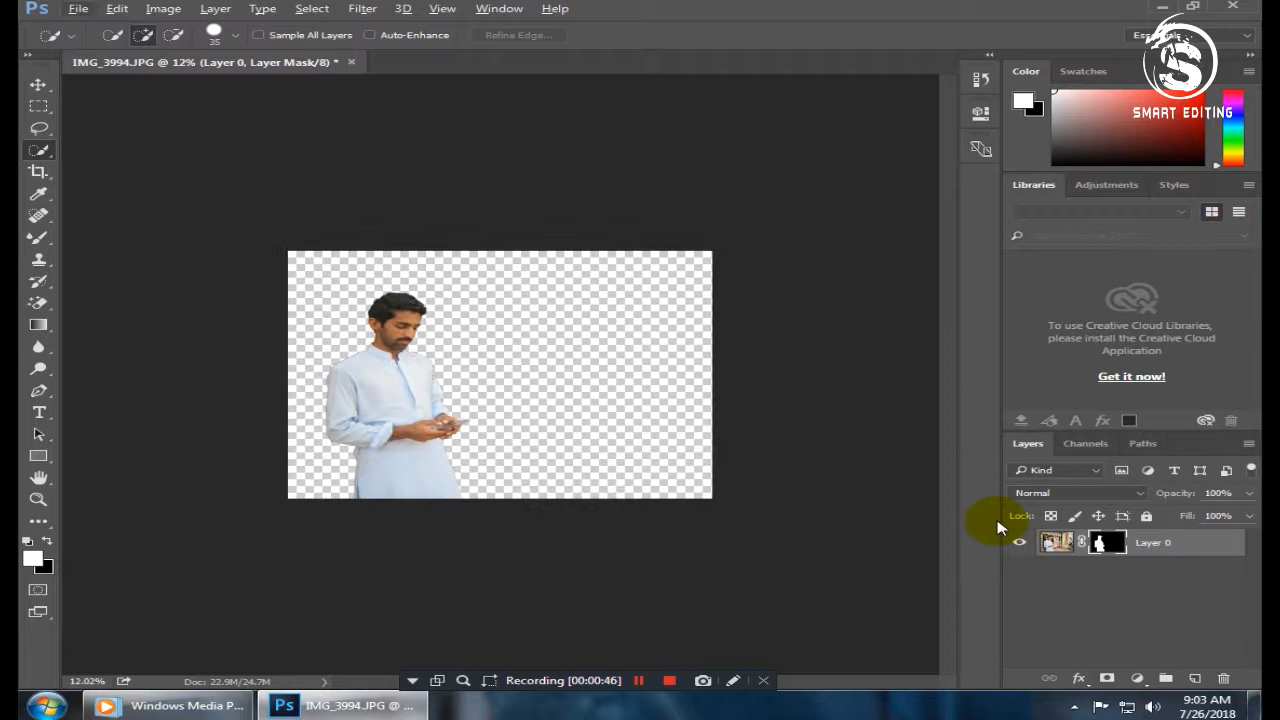 Ps File Edit Image Layer Type Select Filter 3D View Window Help
35 Sample All Layers Auto-Enhance Refine Edge...
IMG_3994.JPG @ 12% (Layer 0, Layer Mask/8) *
Color Swatches
SMART EDITING
Libraries Adjustments Styles
To use Creative Cloud Libraries,
please install the Creative Cloud
Application
Get it now!
Layers Channels Paths
Kind
Normal Opacity: 100%
Lock: Fill: 100%
Layer 0
12.02% Doc: 22.9M/24.7M
Recording [00:00:46]
Windows Media P... Ps IMG_3994.JPG @ ...
9:03 AM
7/26/2018